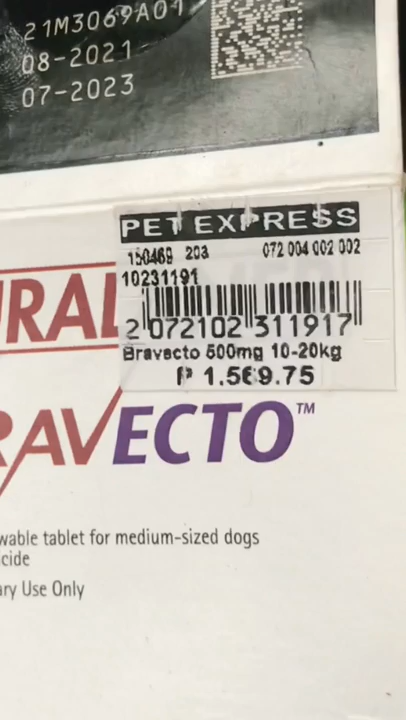 21M3069A01
08-2021
07-2023
PET EXPRESS
150469 203 072 004 002 002
10231191
URAL
2 072102 311917
Bravecto 500mg 10-20kg
₱ 1.569.75
RAVECTO™
wable tablet for medium-sized dogs
cide
ary Use Only